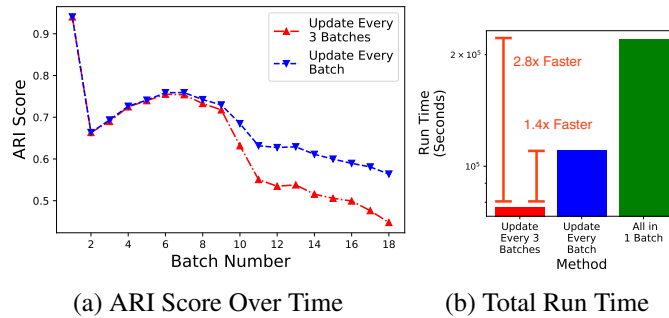 0.9
0.8
0.7
0.6
0.5
ARI Score
Update Every
3 Batches
Update Every
Batch
2 4 6 8 10 12 14 16 18
Batch Number
(a) ARI Score Over Time
2 × 10⁵
10⁵
Run Time
(Seconds)
2.8x Faster
1.4x Faster
Update
Every 3
Batches
Update
Every
Batch
All in
1 Batch
Method
(b) Total Run Time